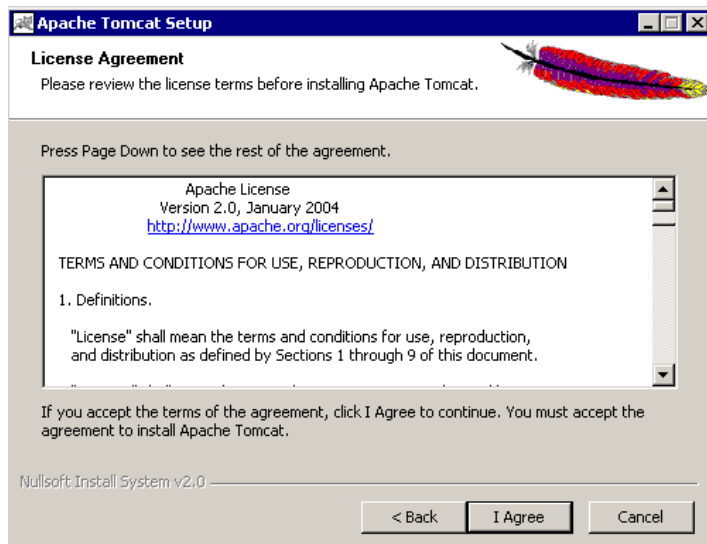 Apache Tomcat Setup
License Agreement
Please review the license terms before installing Apache Tomcat.
Press Page Down to see the rest of the agreement.
Apache License
Version 2.0, January 2004
http://www.apache.org/licenses/
TERMS AND CONDITIONS FOR USE, REPRODUCTION, AND DISTRIBUTION
1. Definitions.
"License" shall mean the terms and conditions for use, reproduction,
and distribution as defined by Sections 1 through 9 of this document.
If you accept the terms of the agreement, click I Agree to continue. You must accept the
agreement to install Apache Tomcat.
Nullsoft Install System v2.0
< Back
I Agree
Cancel